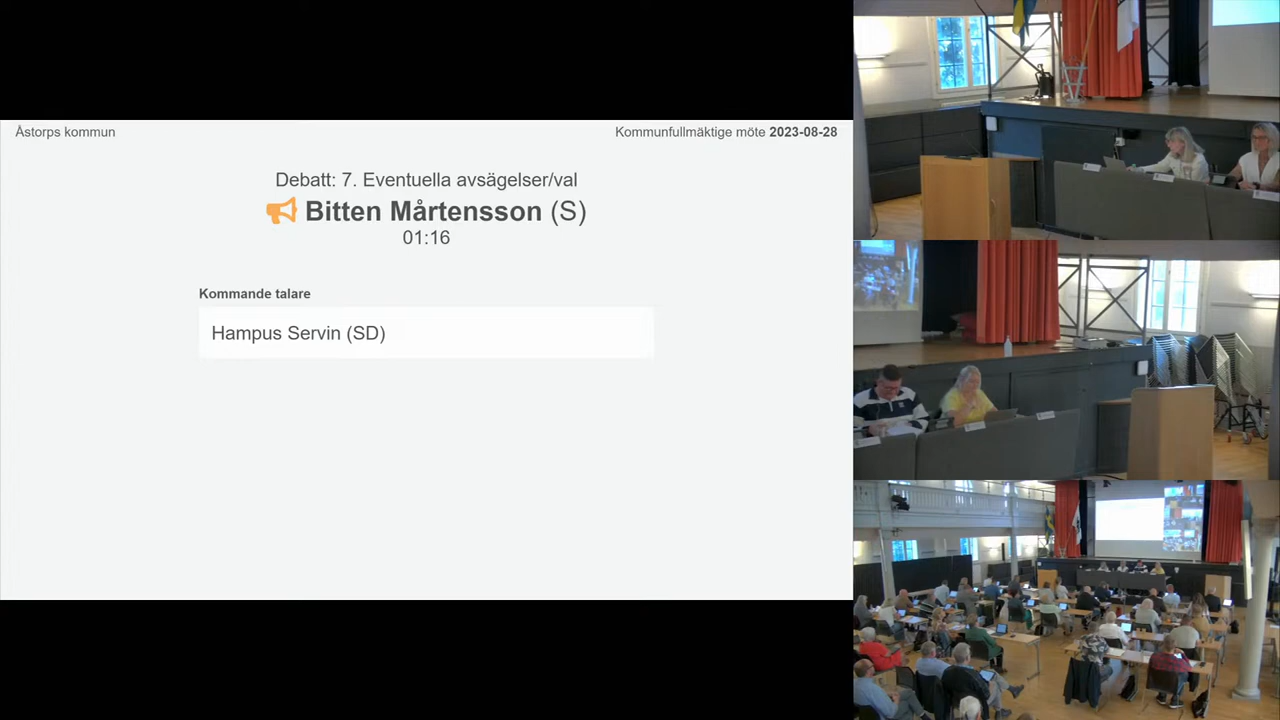 Åstorps kommun
Kommunfullmäktige möte 2023-08-28
Debatt: 7. Eventuella avsägelser/val
Bitten Mårtensson (S)
01:16
Kommande talare
Hampus Servin (SD)